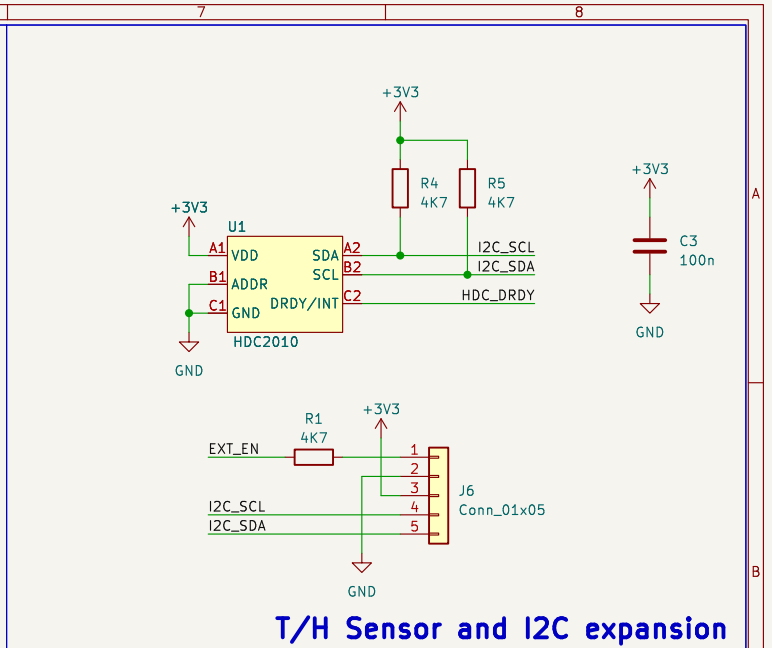 7
8
+3V3
+3V3
A
R4
4K7
R5
4K7
+3V3
U1
A1
VDD
SDA
A2
I2C_SCL
C3
100n
SCL
B2
I2C_SDA
B1
ADDR
DRDY/INT
C2
HDC_DRDY
C1
GND
HDC2010
GND
GND
+3V3
R1
4K7
EXT_EN
1
2
3
4
5
J6
Conn_01x05
I2C_SCL
I2C_SDA
GND
B
T/H Sensor and I2C expansion